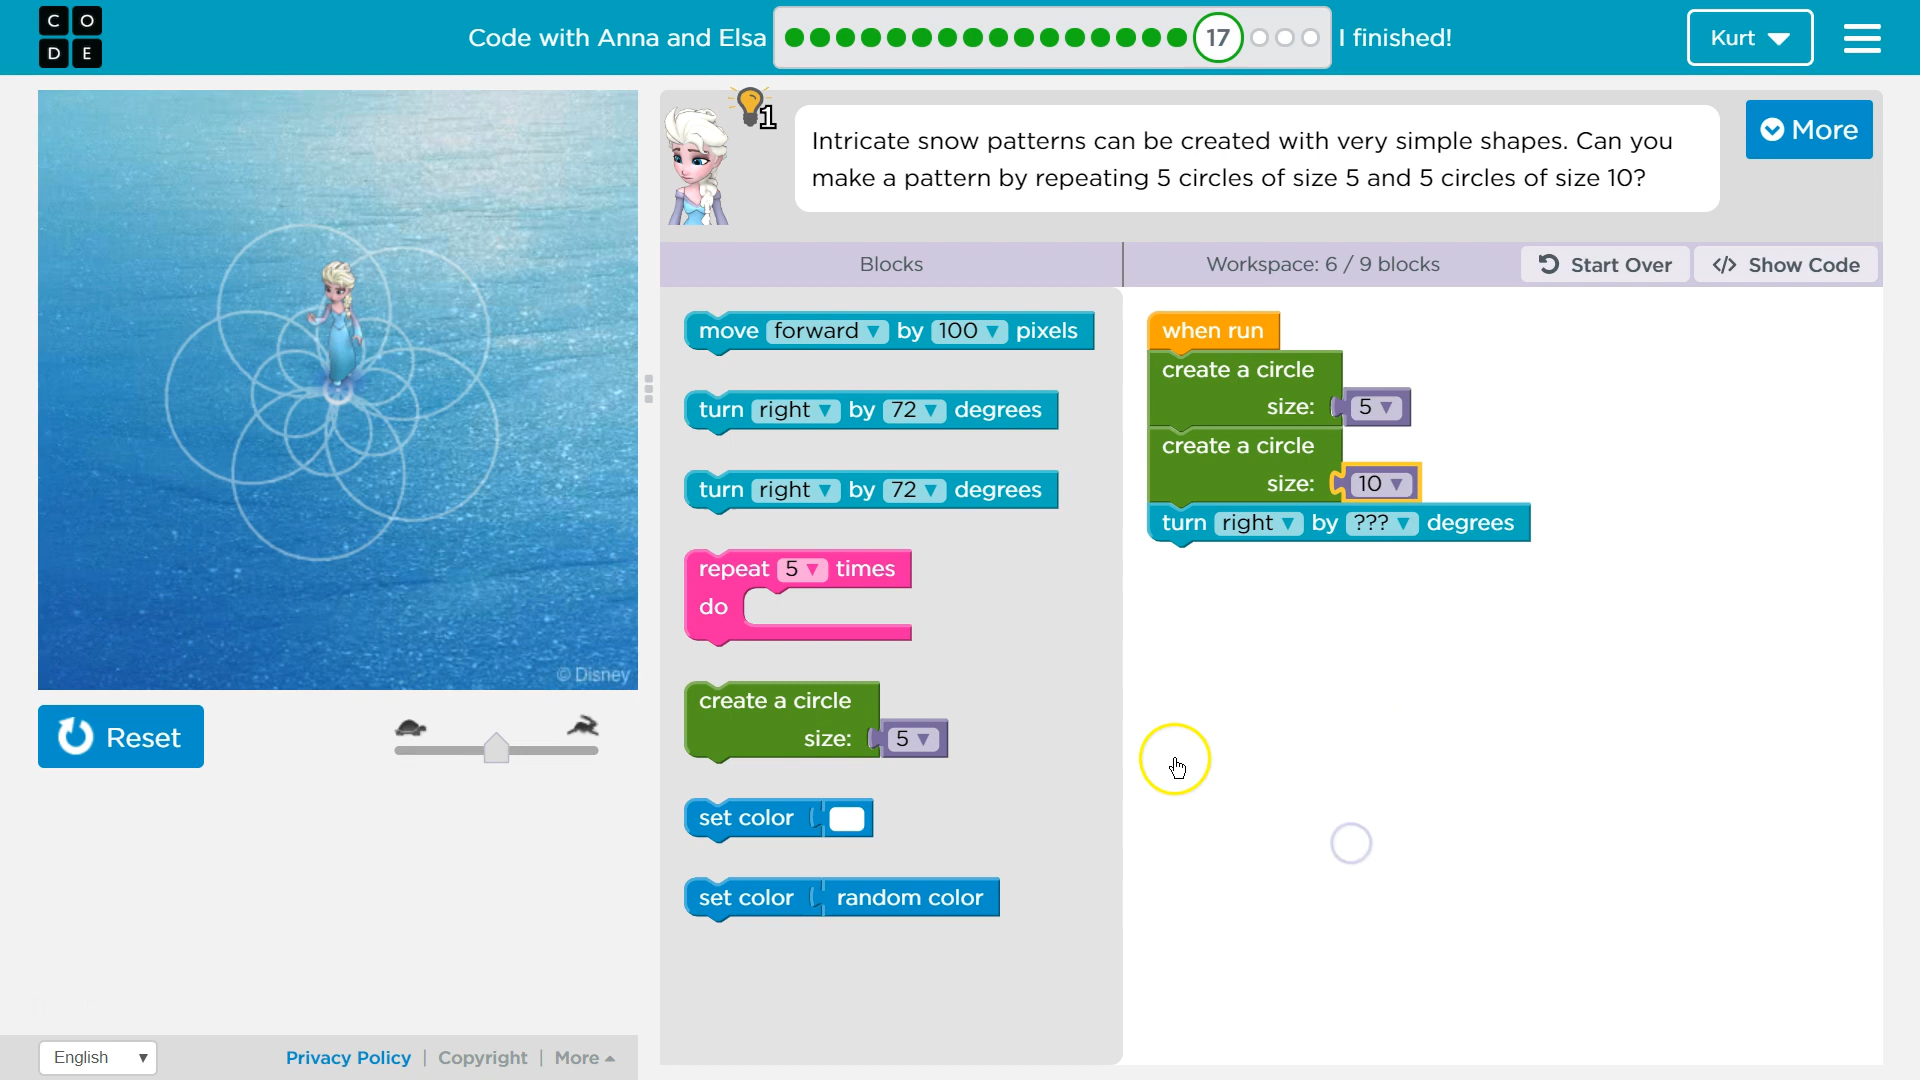 C O
D E
Code with Anna and Elsa
17
I finished!
Kurt
1
Intricate snow patterns can be created with very simple shapes. Can you
make a pattern by repeating 5 circles of size 5 and 5 circles of size 10?
More
Blocks
Workspace: 6 / 9 blocks
Start Over
</> Show Code
move forward by 100 pixels
turn right by 72 degrees
turn right by 72 degrees
repeat 5 times
do
create a circle
size: 5
set color
set color random color
when run
create a circle
size: 5
create a circle
size: 10
turn right by ??? degrees
© Disney
Reset
English
Privacy Policy | Copyright | More